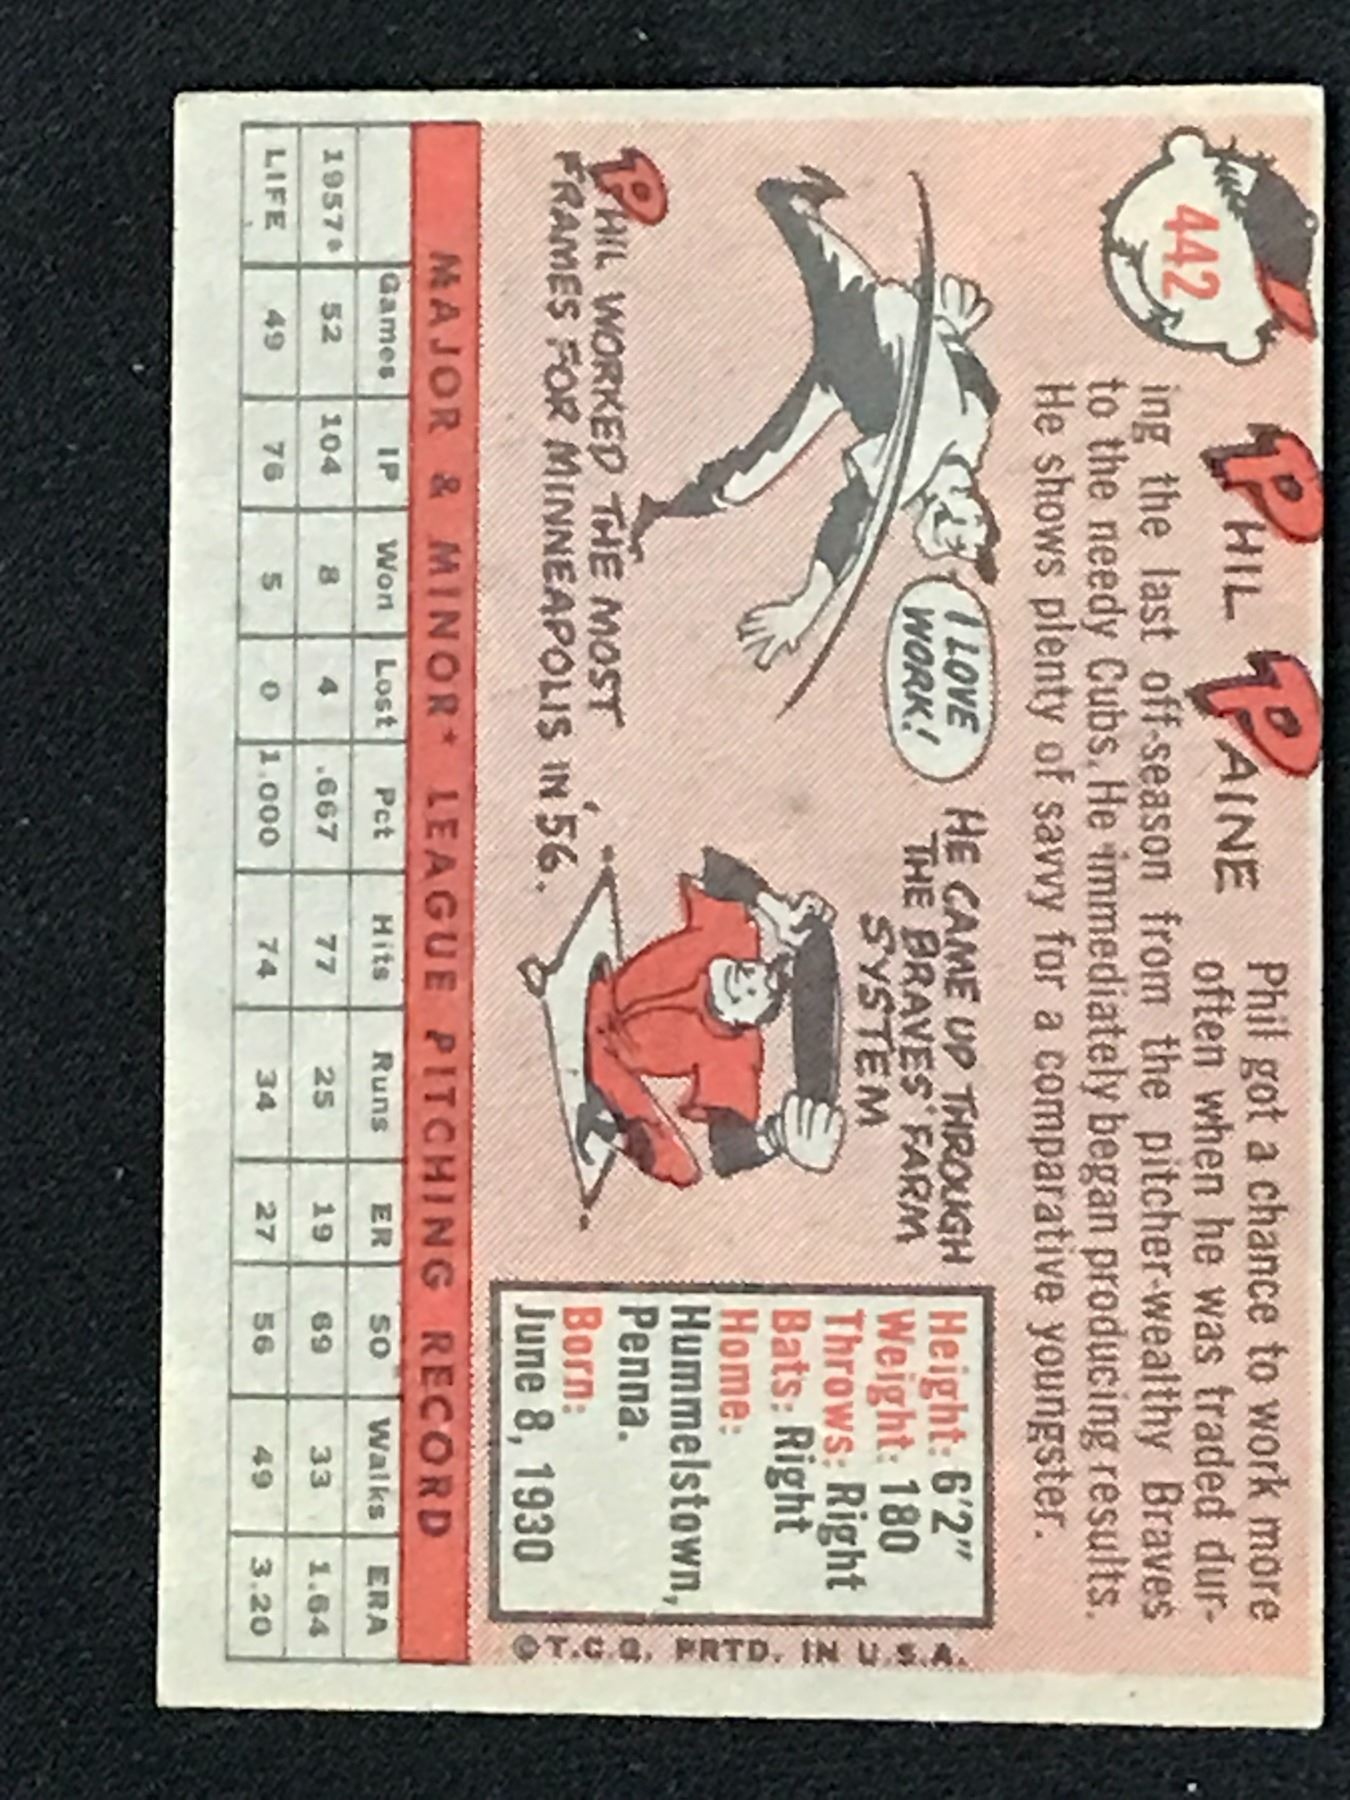 442
PHIL PAINE
Phil got a chance to work more
often when he was traded dur-
ing the last off-season from the pitcher-wealthy Braves
to the needy Cubs. He immediately began producing results.
He shows plenty of savvy for a comparative youngster.
I LOVE
WORK!
PHIL WORKED THE MOST
FRAMES FOR MINNEAPOLIS IN '56.
HE CAME UP THROUGH
THE BRAVES' FARM
SYSTEM
Height: 6'2"
Weight: 180
Throws: Right
Bats: Right
Home:
Hummelstown,
Penna.
Born:
June 8, 1930
© T.C.G. PRTD. IN U.S.A.
MAJOR & MINOR* LEAGUE PITCHING RECORD
Games IP Won Lost Pct Hits Runs ER SO Walks ERA
1957* 52 104 8 4 .667 77 25 19 69 33 1.64
LIFE 49 76 5 0 1.000 74 34 27 56 49 3.20